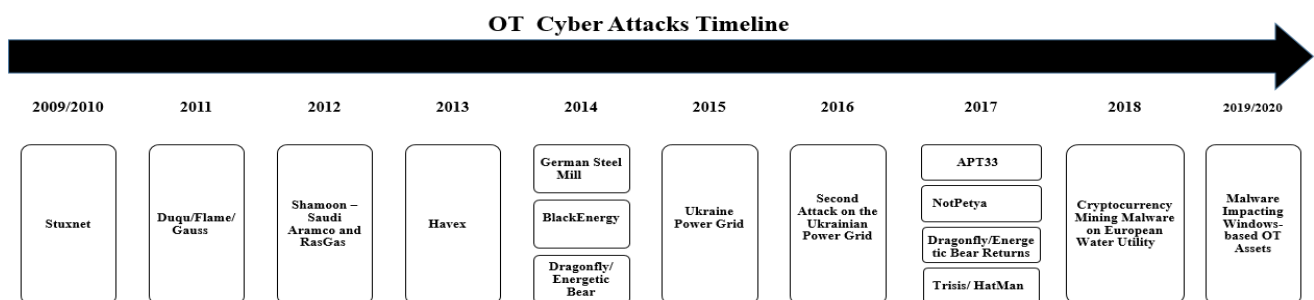 OT Cyber Attacks Timeline
2009/2010
2011
2012
2013
2014
2015
2016
2017
2018
2019/2020
Stuxnet
Duqu/Flame/
Gauss
Shamoon –
Saudi
Aramco and
RasGas
Havex
German Steel
Mill
BlackEnergy
Dragonfly/
Energetic
Bear
Ukraine
Power Grid
Second
Attack on the
Ukrainian
Power Grid
APT33
NotPetya
Dragonfly/Energe
tic Bear Returns
Trisis/ HatMan
Cryptocurrency
Mining Malware
on European
Water Utility
Malware
Impacting
Windows-
based OT
Assets